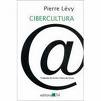 Pierre Lévy
CIBERCULTURA
@
editora 34